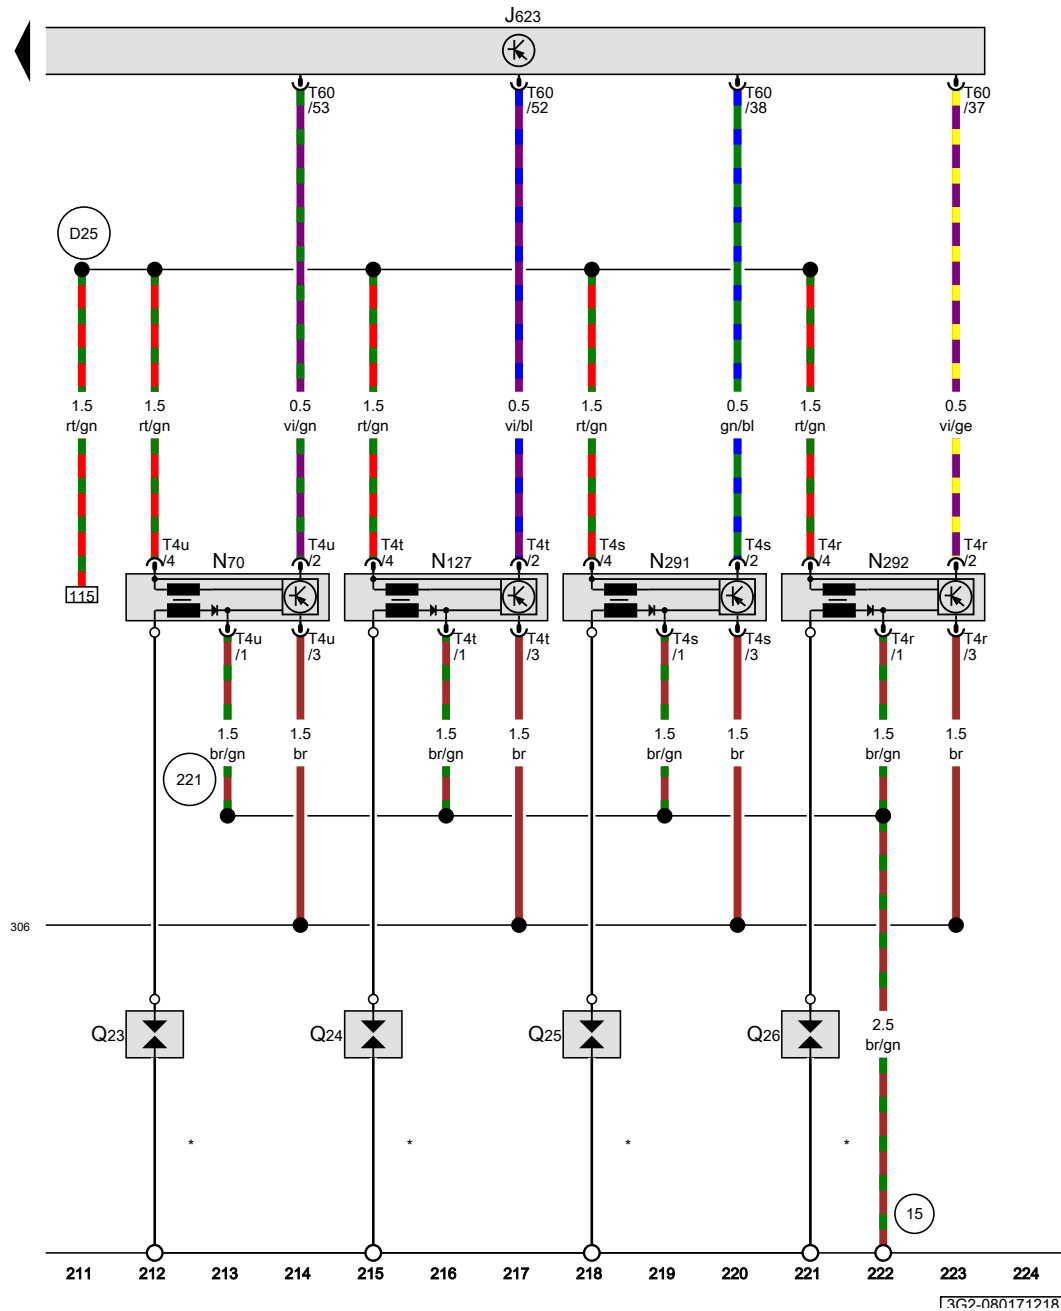 J623
T60 T60 T60 T60
/53 /52 /38 /37
D25
1.5 1.5 0.5 1.5 0.5 1.5 0.5 1.5 0.5
rt/gn rt/gn vi/gn rt/gn vi/bl rt/gn gn/bl rt/gn vi/ge
T4u T4u T4t T4t T4s T4s T4r T4r
/4 N70 /2 /4 N127 /2 /4 N291 /2 /4 N292 /2
115
T4u T4u T4t T4t T4s T4s T4r T4r
/1 /3 /1 /3 /1 /3 /1 /3
1.5 1.5 1.5 1.5 1.5 1.5 1.5 1.5
br/gn br br/gn br br/gn br br/gn br
221
306
Q23 Q24 Q25 Q26
2.5
br/gn
* * * *
15
211 212 213 214 215 216 217 218 219 220 221 222 223 224
3G2-080171218